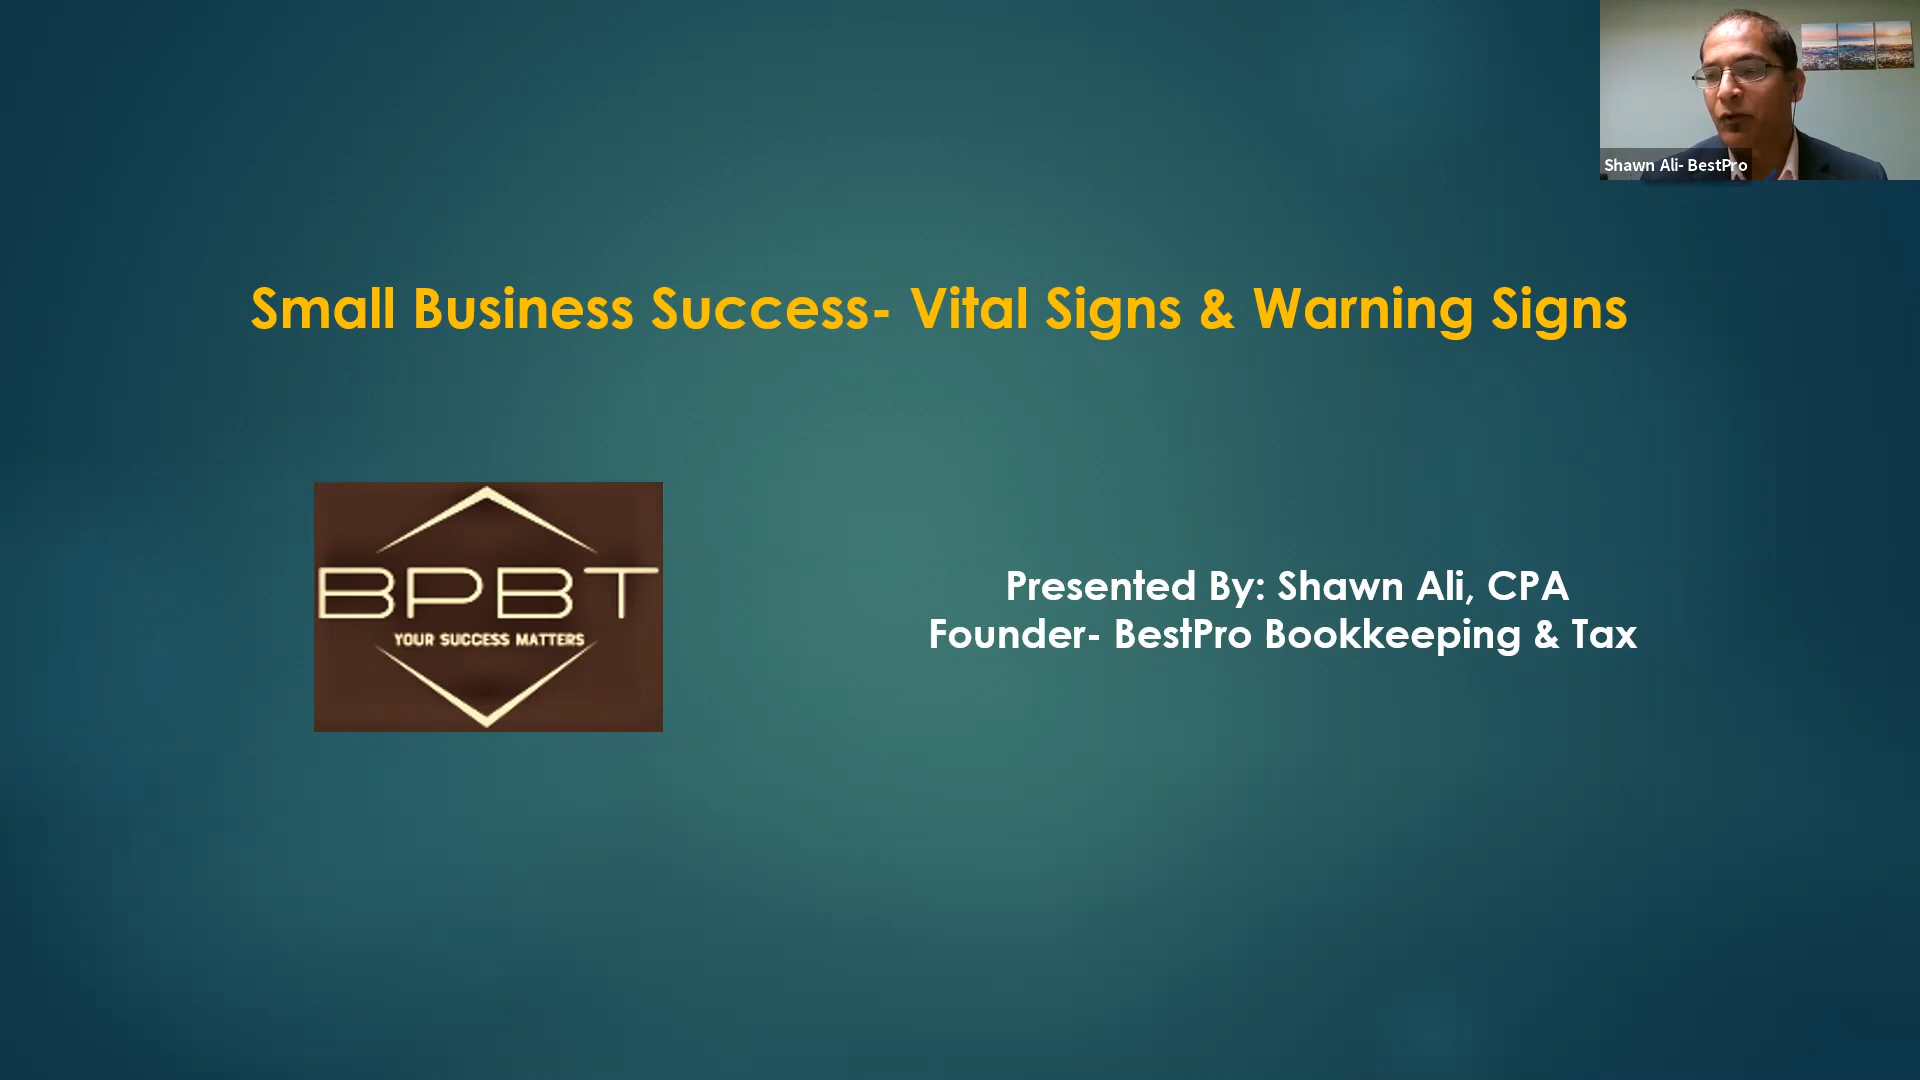 Shawn Ali- BestPro
Small Business Success- Vital Signs & Warning Signs
BPBT
YOUR SUCCESS MATTERS
Presented By: Shawn Ali, CPA
Founder- BestPro Bookkeeping & Tax